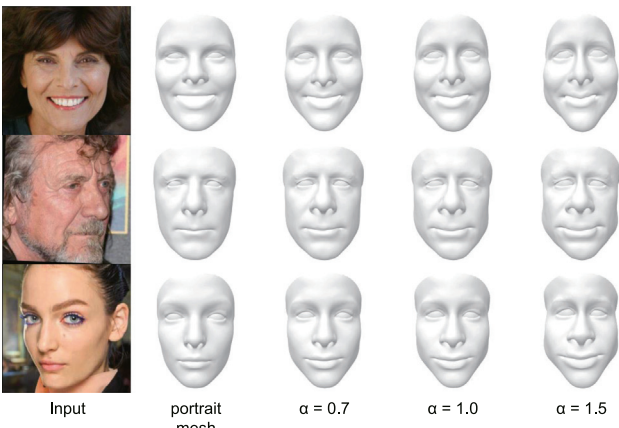 Input
portrait
mesh
α = 0.7
α = 1.0
α = 1.5